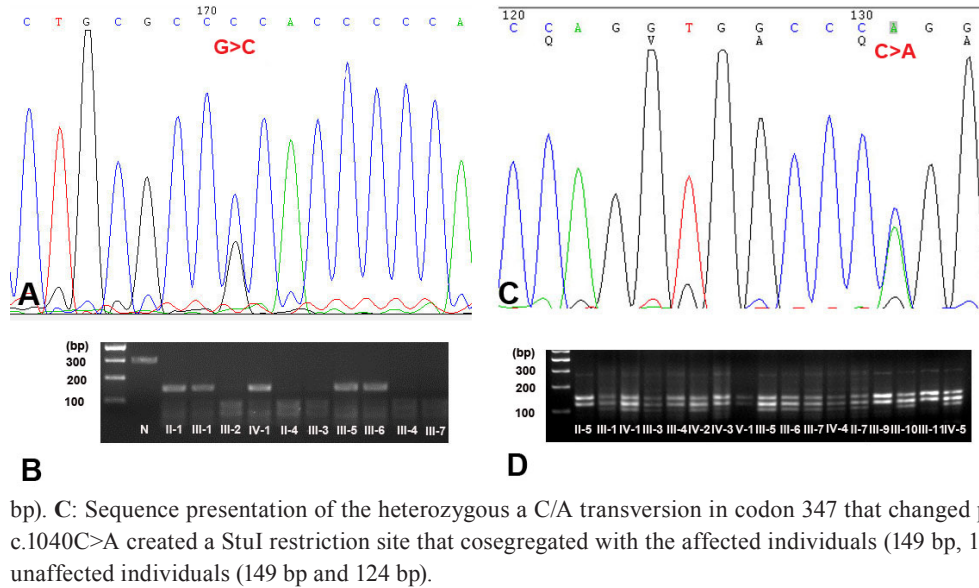 170
C T G C G C C C C A C C C C C A
G>C
A
120 130
C C A G G T G G C C C A G G
Q V A Q A
C>A
C
(bp)
300
200
100
N II-1 III-1 III-2 IV-1 II-4 III-3 III-5 III-6 III-4 III-7
B
(bp)
300
200
100
II-5 III-1 IV-1 III-3 III-4 IV-2 IV-3 V-1 III-5 III-6 III-7 IV-4 II-7 III-9 III-10 III-11 IV-5
D
bp). C: Sequence presentation of the heterozygous a C/A transversion in codon 347 that changed
c.1040C>A created a StuI restriction site that cosegregated with the affected individuals (149 bp,
unaffected individuals (149 bp and 124 bp).